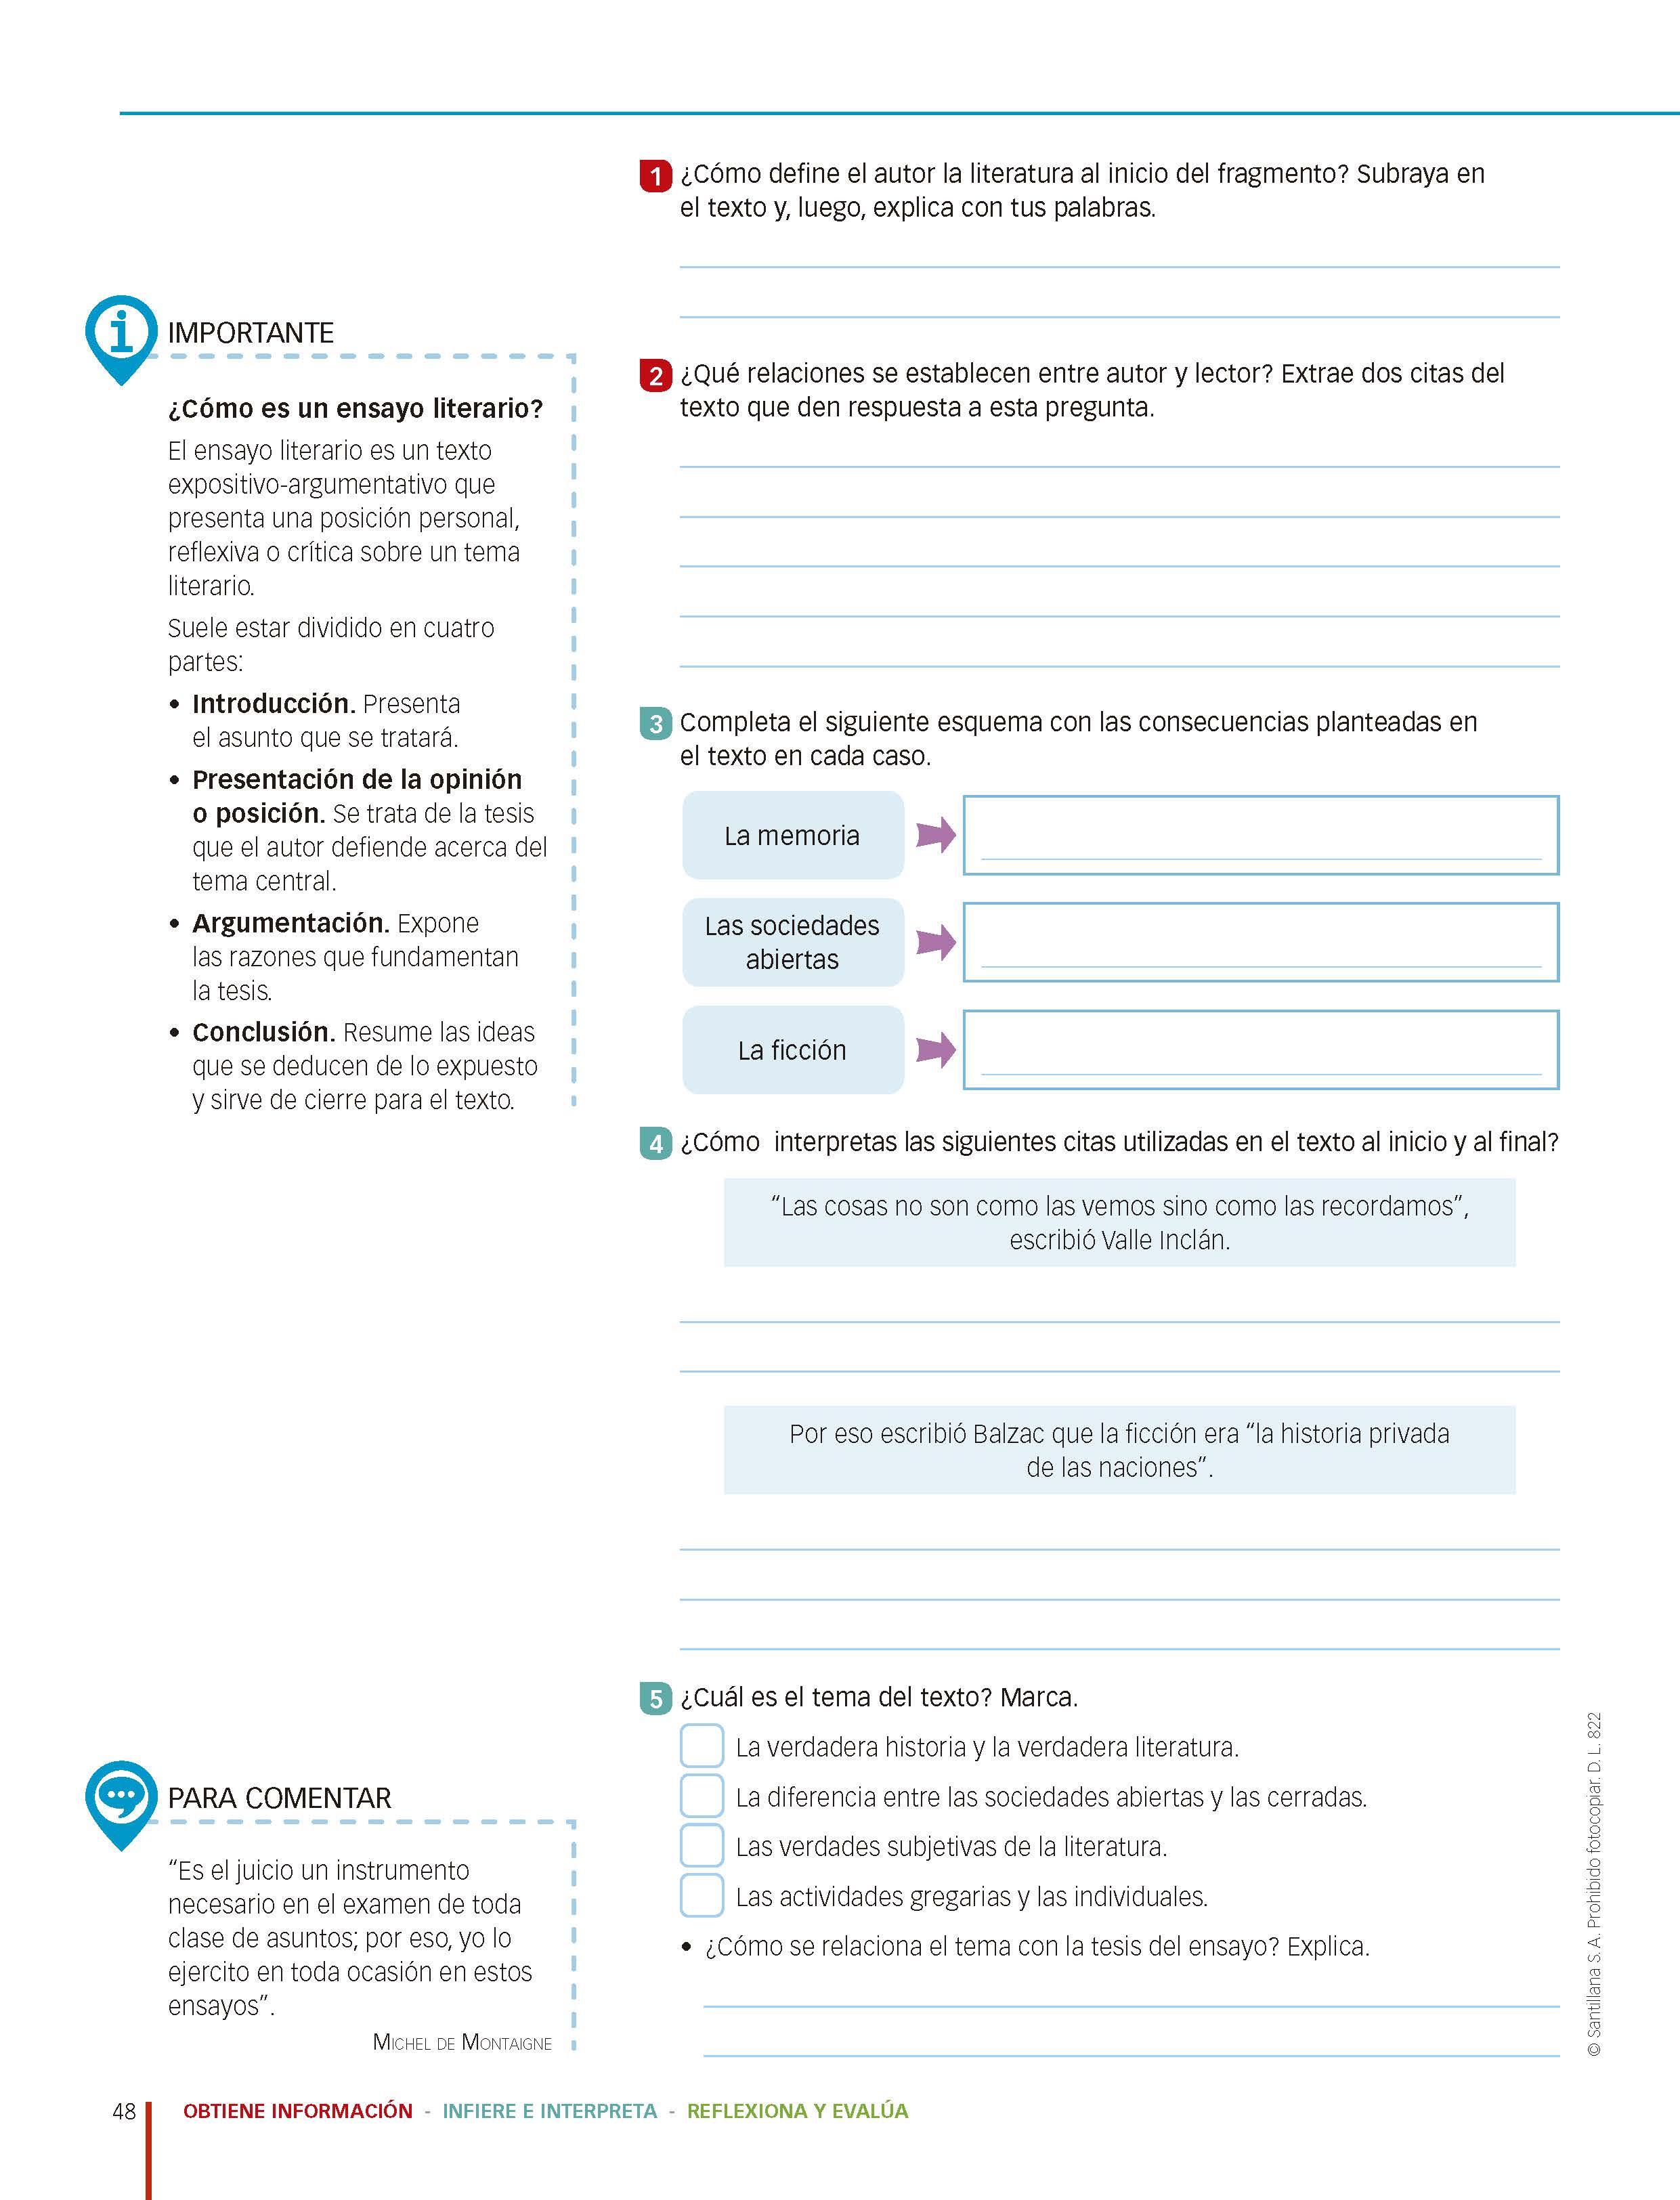 1 ¿Cómo define el autor la literatura al inicio del fragmento? Subraya en
el texto y, luego, explica con tus palabras.
IMPORTANTE
¿Cómo es un ensayo literario?
El ensayo literario es un texto
expositivo-argumentativo que
presenta una posición personal,
reflexiva o crítica sobre un tema
literario.
Suele estar dividido en cuatro
partes:
• Introducción. Presenta
el asunto que se tratará.
• Presentación de la opinión
o posición. Se trata de la tesis
que el autor defiende acerca del
tema central.
• Argumentación. Expone
las razones que fundamentan
la tesis.
• Conclusión. Resume las ideas
que se deducen de lo expuesto
y sirve de cierre para el texto.
2 ¿Qué relaciones se establecen entre autor y lector? Extrae dos citas del
texto que den respuesta a esta pregunta.
3 Completa el siguiente esquema con las consecuencias planteadas en
el texto en cada caso.
La memoria
Las sociedades
abiertas
La ficción
4 ¿Cómo interpretas las siguientes citas utilizadas en el texto al inicio y al final?
“Las cosas no son como las vemos sino como las recordamos”,
escribió Valle Inclán.
Por eso escribió Balzac que la ficción era “la historia privada
de las naciones”.
5 ¿Cuál es el tema del texto? Marca.
La verdadera historia y la verdadera literatura.
La diferencia entre las sociedades abiertas y las cerradas.
Las verdades subjetivas de la literatura.
Las actividades gregarias y las individuales.
• ¿Cómo se relaciona el tema con la tesis del ensayo? Explica.
PARA COMENTAR
“Es el juicio un instrumento
necesario en el examen de toda
clase de asuntos; por eso, yo lo
ejercito en toda ocasión en estos
ensayos”.
MICHEL DE MONTAIGNE
© Santillana S. A. Prohibido fotocopiar. D. L. 822
48
OBTIENE INFORMACIÓN - INFIERE E INTERPRETA - REFLEXIONA Y EVALÚA